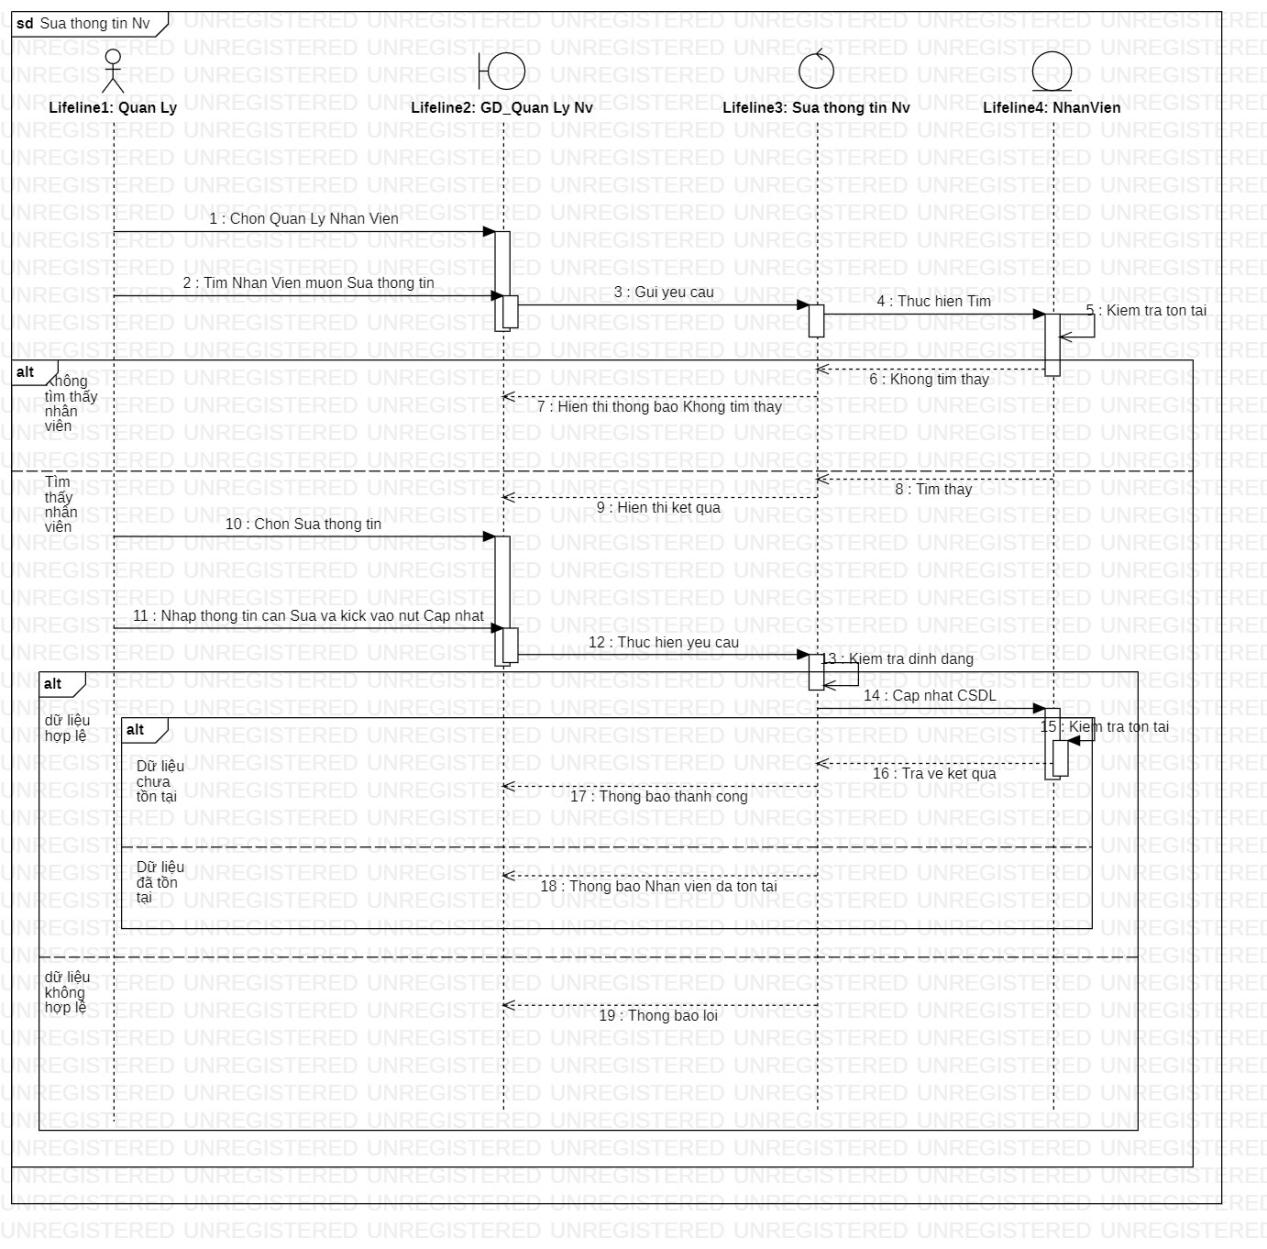 sd Sua thong tin Nv
Lifeline1: Quan Ly
Lifeline2: GD_Quan Ly Nv
Lifeline3: Sua thong tin Nv
Lifeline4: NhanVien
1 : Chon Quan Ly Nhan Vien
2 : Tim Nhan Vien muon Sua thong tin
3 : Gui yeu cau
4 : Thuc hien Tim
5 : Kiem tra ton tai
alt
Không
tìm thấy
nhân
viên
6 : Khong tim thay
7 : Hien thi thong bao Khong tim thay
Tìm
thấy
nhân
viên
8 : Tim thay
9 : Hien thi ket qua
10 : Chon Sua thong tin
11 : Nhap thong tin can Sua va kick vao nut Cap nhat
12 : Thuc hien yeu cau
13 : Kiem tra dinh dang
alt
dữ liệu
hợp lệ
14 : Cap nhat CSDL
alt
15 : Kiem tra ton tai
Dữ liệu
chưa
tồn tại
16 : Tra ve ket qua
17 : Thong bao thanh cong
Dữ liệu
đã tồn
tại
18 : Thong bao Nhan vien da ton tai
dữ liệu
không
hợp lệ
19 : Thong bao loi
UNREGISTERED